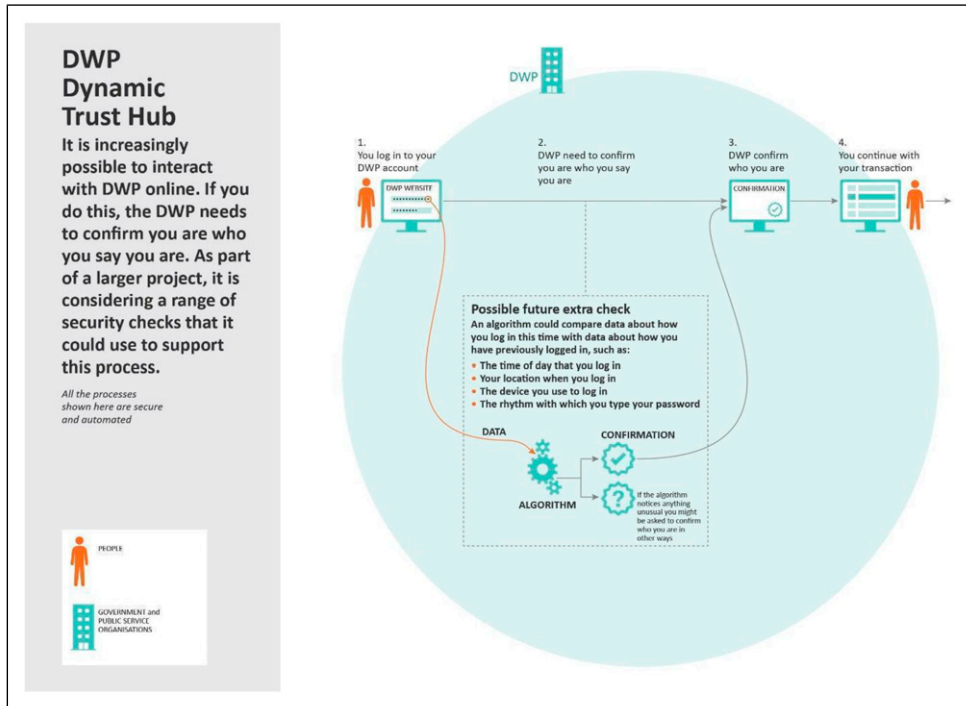 DWP
Dynamic
Trust Hub
It is increasingly
possible to interact
with DWP online. If you
do this, the DWP needs
to confirm you are who
you say you are. As part
of a larger project, it is
considering a range of
security checks that it
could use to support
this process.
All the processes
shown here are secure
and automated
PEOPLE
GOVERNMENT and
PUBLIC SERVICE
ORGANISATIONS
DWP
1.
You log in to your
DWP account
DWP WEBSITE
2.
DWP need to confirm
you are who you say
you are
3.
DWP confirm
who you are
CONFIRMATION
4.
You continue with
your transaction
Possible future extra check
An algorithm could compare data about how
you log in this time with data about how you
have previously logged in, such as:
• The time of day that you log in
• Your location when you log in
• The device you use to log in
• The rhythm with which you type your password
DATA
ALGORITHM
CONFIRMATION
?
If the algorithm
notices anything
unusual you might
be asked to confirm
who you are in
other ways